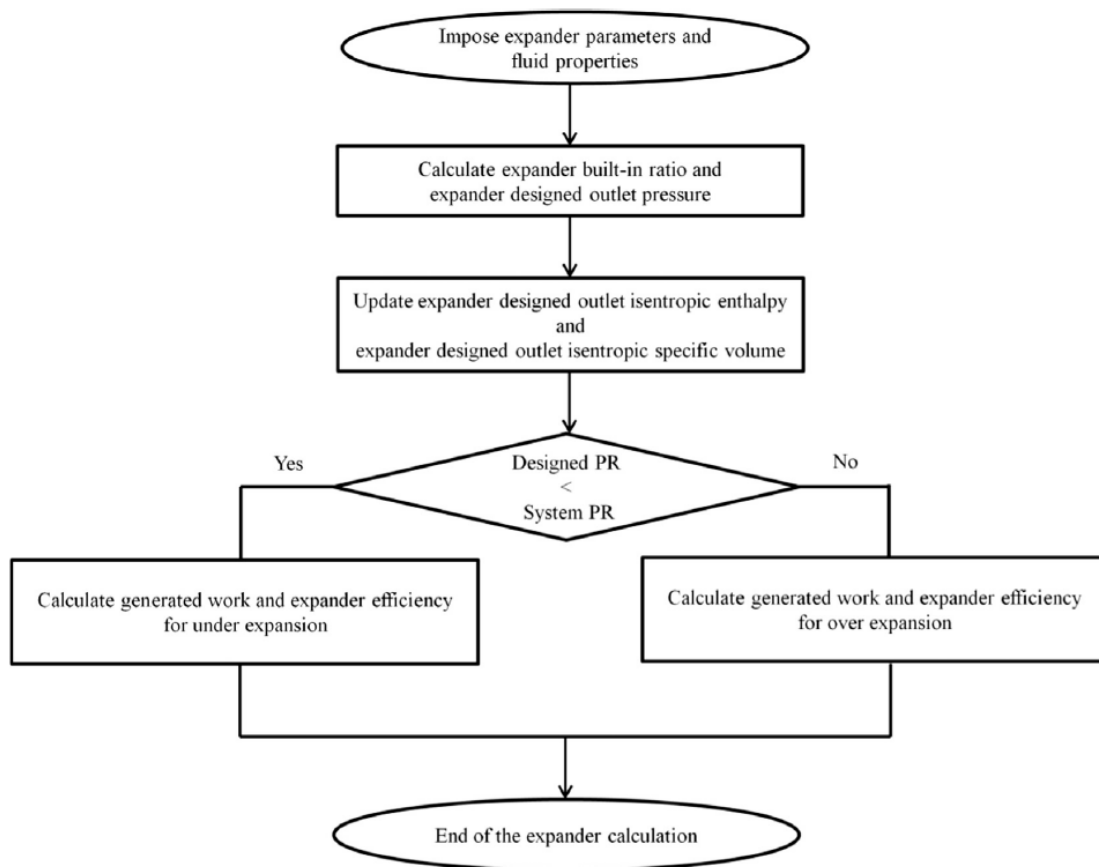 Impose expander parameters and
fluid properties
Calculate expander built-in ratio and
expander designed outlet pressure
Update expander designed outlet isentropic enthalpy
and
expander designed outlet isentropic specific volume
Yes
Designed PR
<
System PR
No
Calculate generated work and expander efficiency
for under expansion
Calculate generated work and expander efficiency
for over expansion
End of the expander calculation